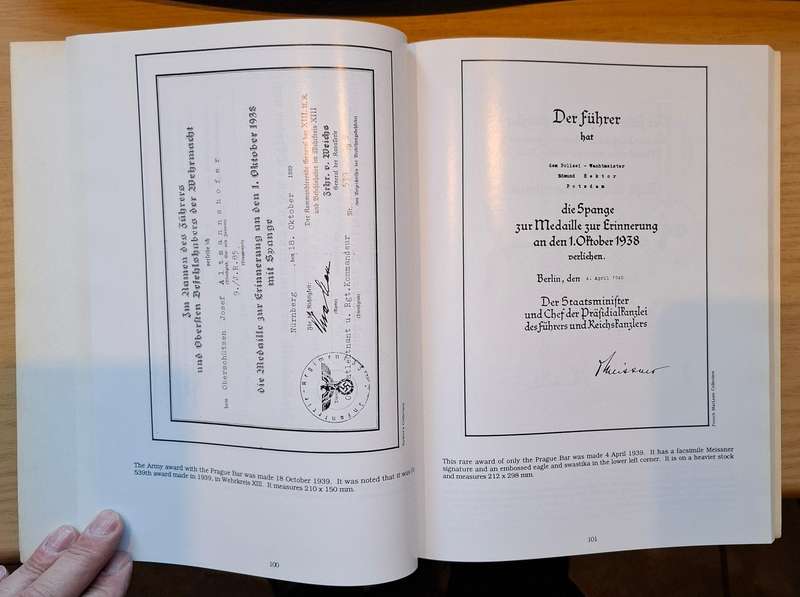 Im Namen des Führers
und Obersten Befehlshabers der Wehrmacht
verleihe ich
dem Oberschützen Josef Altmannshofer
9./I.R.85.
die Medaille zur Erinnerung an den 1. Oktober 1938
mit Spange
Nürnberg, den 18. Oktober 1939
Der Kommandierende General des XIII. A.K.
und Befehlshaber im Wehrkreis XIII
Frhr. v. Weichs
General der Kavallerie
u. Rgt.Kommandeur
The Army award with the Prague Bar was made 18 October 1939. It was noted that it was
539th award made in 1939, in Wehrkreis XIII. It measures 210 x 150 mm.
100
Der Führer
hat
dem Polizei - Wachtmeister
Edmund Rektor
Potsdam
die Spange
zur Medaille zur Erinnerung
an den 1. Oktober 1938
verliehen.
Berlin, den 4. April 1940
Der Staatsminister
und Chef der Präsidialkanzlei
des Führers und Reichskanzlers
Meissner
This rare award of only the Prague Bar was made 4 April 1939. It has a facsimile Meissner
signature and an embossed eagle and swastika in the lower left corner. It is on a heavier stock
and measures 212 x 298 mm.
101